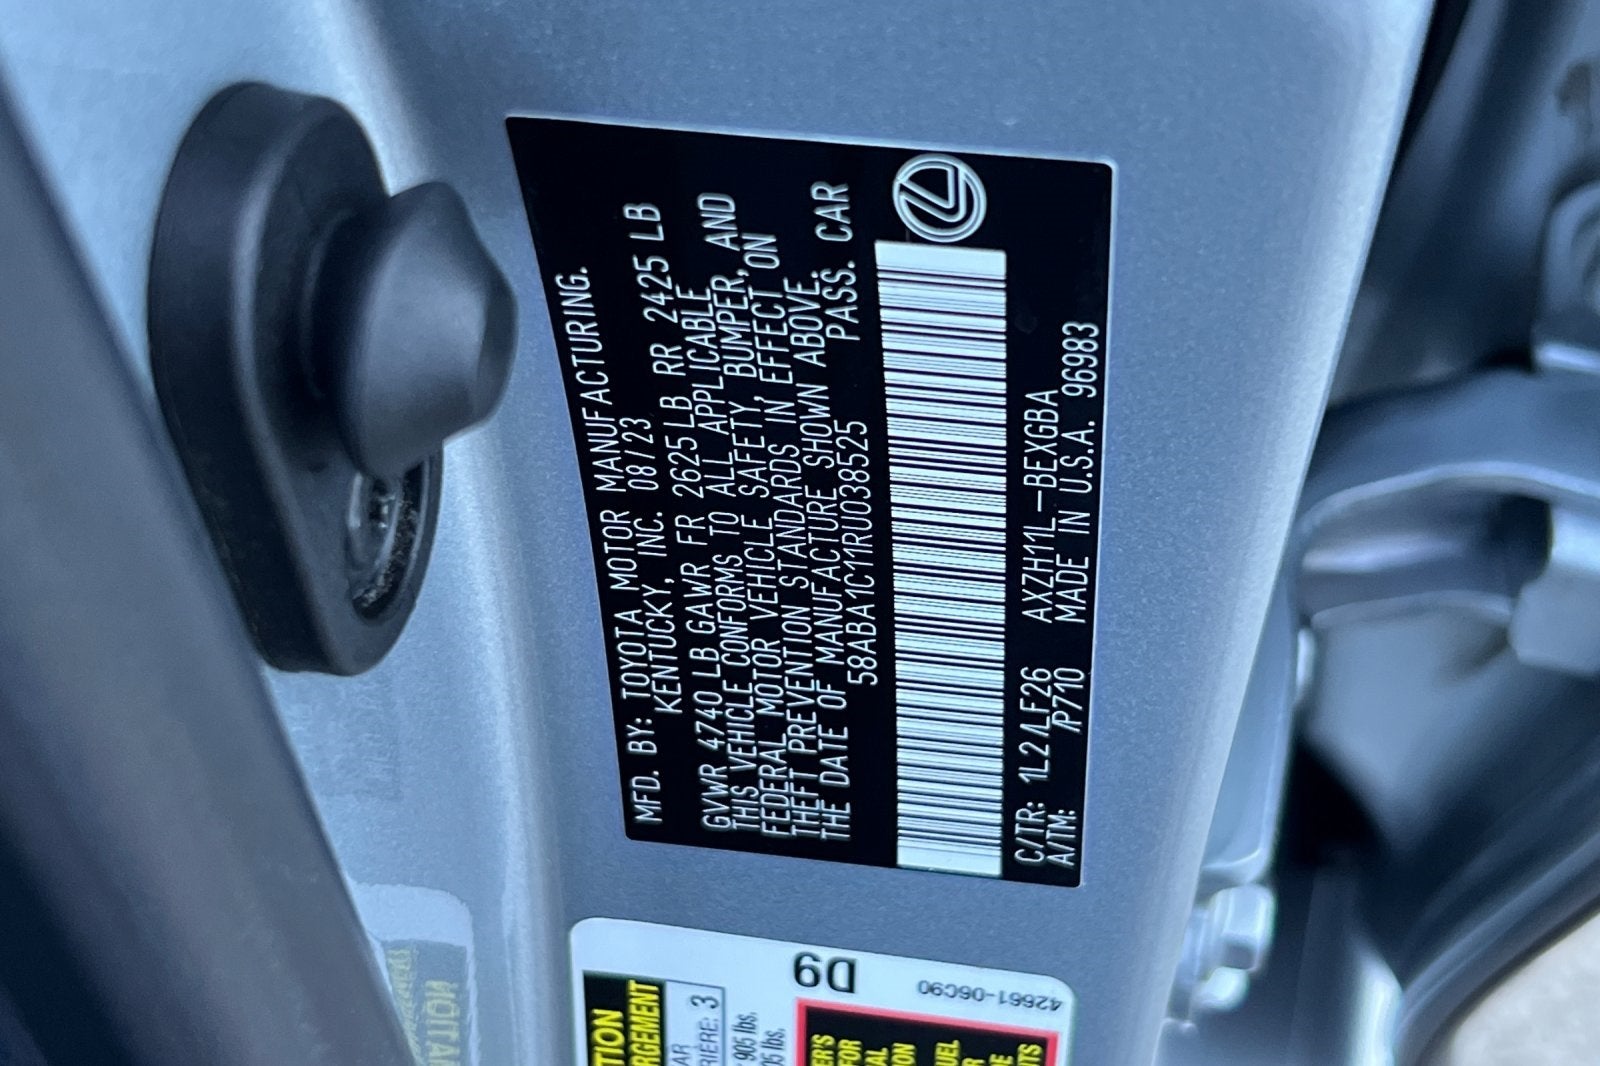 MFD. BY: TOYOTA MOTOR MANUFACTURING.
KENTUCKY, INC. 08/23
GVWR 4740 LB GAWR FR 2625 LB RR 2425 LB
THIS VEHICLE CONFORMS TO ALL APPLICABLE
FEDERAL MOTOR VEHICLE SAFETY, BUMPER, AND
THEFT PREVENTION STANDARDS IN EFFECT ON
THE DATE OF MANUFACTURE SHOWN ABOVE.
58ABA1C11RU038525 PASS. CAR
C/TR: 1L2/LF26 AXZH11L-BEXGBA
A/TM: /P710 MADE IN U.S.A. 96983
D9
42661-06C90
3
905 lbs.